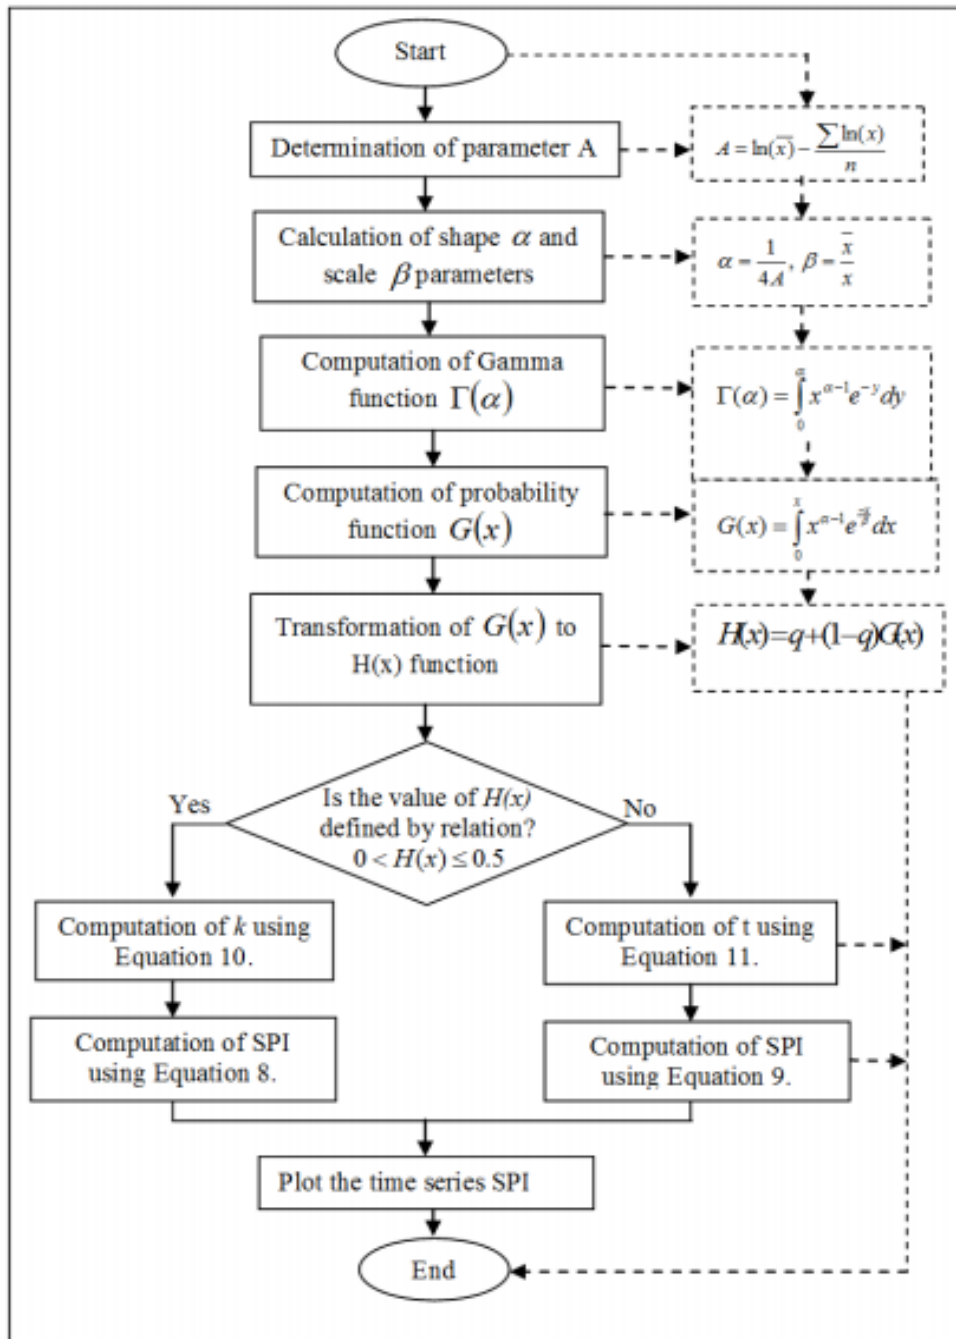 Start
Determination of parameter A
A = ln(x̄) − ∑ ln(x) / n
Calculation of shape α and
scale β parameters
α = 1 / 4A, β = x̄ / x
Computation of Gamma
function Γ(α)
Γ(α) = ∫₀^α x^(α−1) e^(−y) dy
Computation of probability
function G(x)
G(x) = ∫₀^x x^(α−1) e^(−x/β) dx
Transformation of G(x) to
H(x) function
H(x)=q+(1−q)G(x)
Is the value of H(x)
defined by relation?
0 < H(x) ≤ 0.5
Yes
No
Computation of k using
Equation 10.
Computation of t using
Equation 11.
Computation of SPI
using Equation 8.
Computation of SPI
using Equation 9.
Plot the time series SPI
End